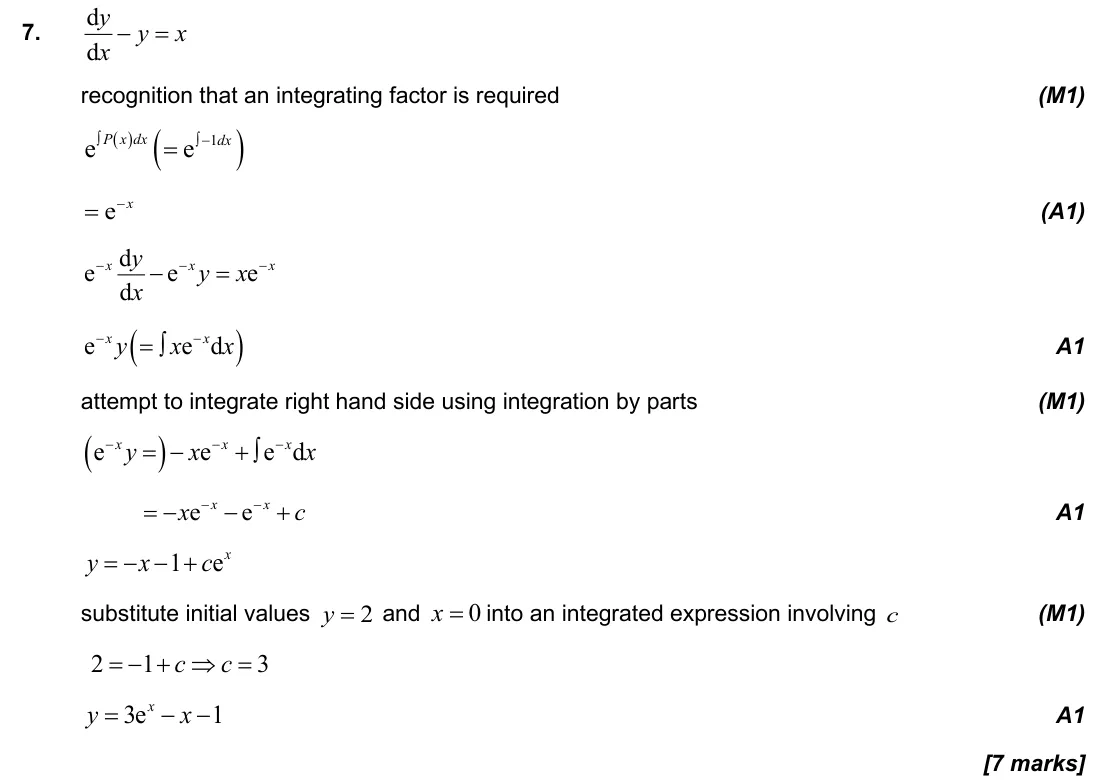 7. dy/dx − y = x
recognition that an integrating factor is required (M1)
e^{∫P(x)dx} (= e^{∫−1dx})
= e^{−x} (A1)
e^{−x} dy/dx − e^{−x}y = xe^{−x}
e^{−x}y(= ∫xe^{−x}dx) A1
attempt to integrate right hand side using integration by parts (M1)
(e^{−x}y =) − xe^{−x} + ∫e^{−x}dx
= −xe^{−x} − e^{−x} + c A1
y = −x − 1 + ce^{x}
substitute initial values y = 2 and x = 0 into an integrated expression involving c (M1)
2 = −1 + c ⇒ c = 3
y = 3e^{x} − x − 1 A1
[7 marks]